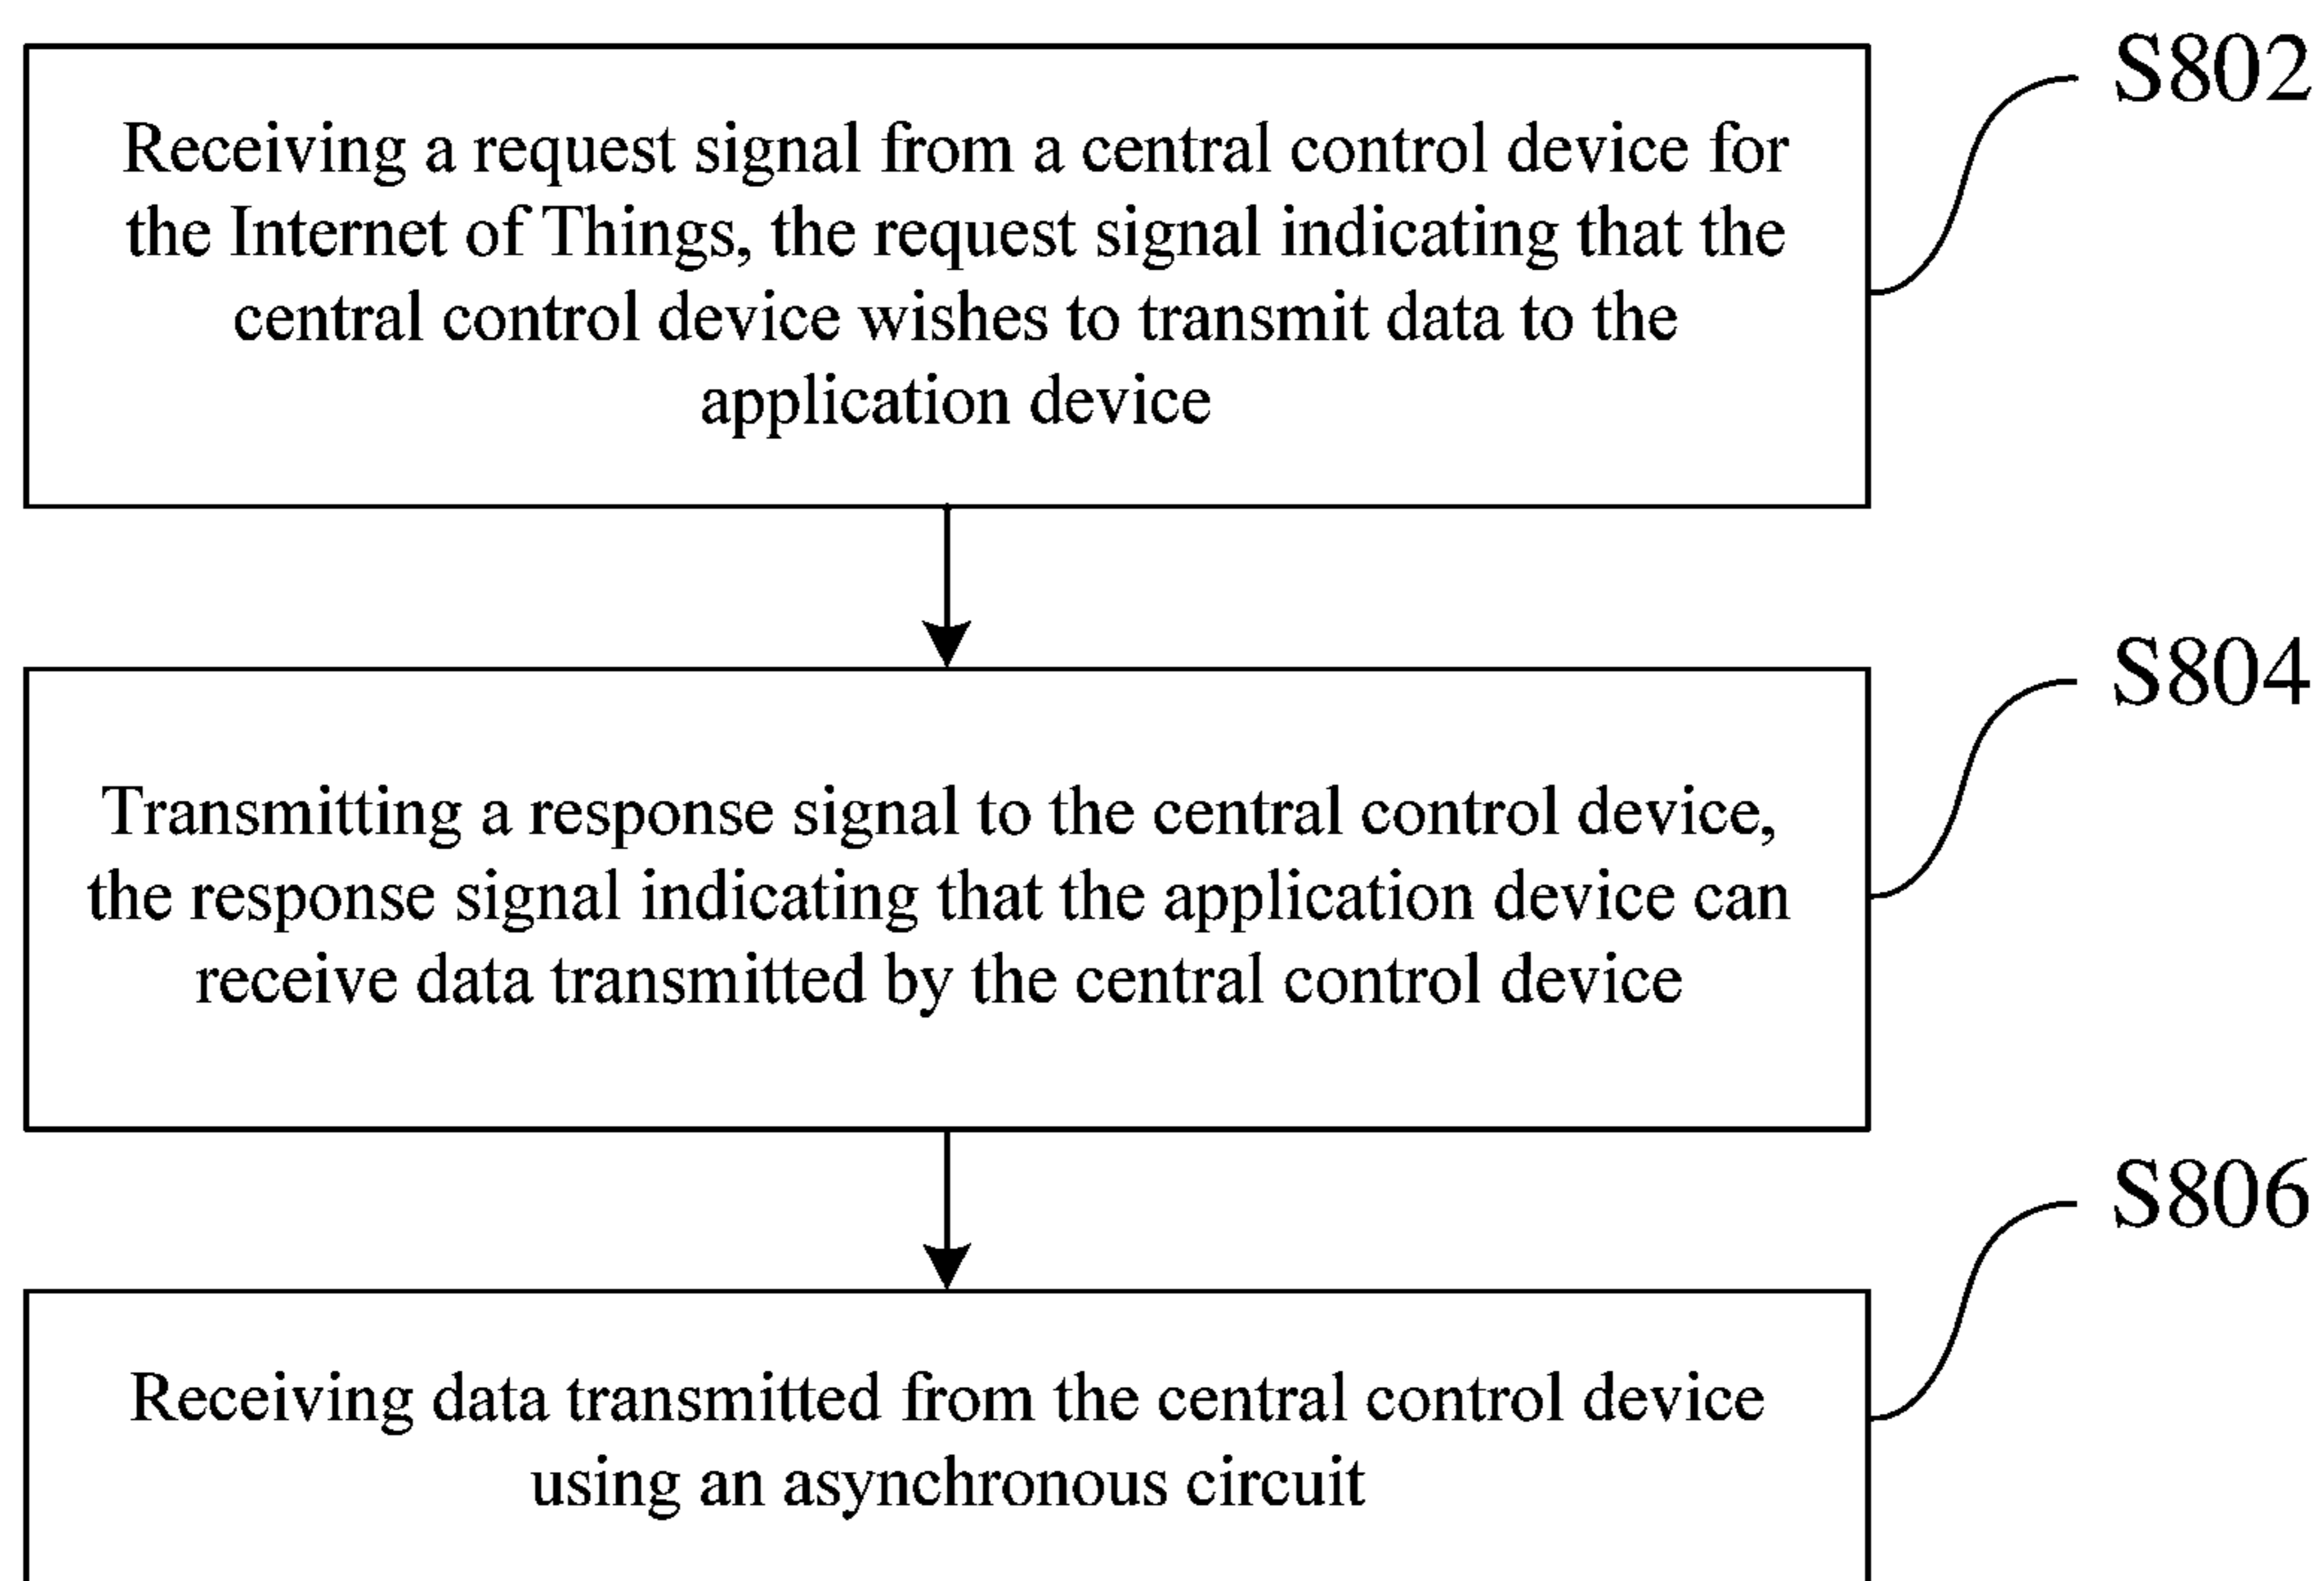 S802
Receiving a request signal from a central control device for
the Internet of Things, the request signal indicating that the
central control device wishes to transmit data to the
application device
S804
Transmitting a response signal to the central control device,
the response signal indicating that the application device can
receive data transmitted by the central control device
S806
Receiving data transmitted from the central control device
using an asynchronous circuit